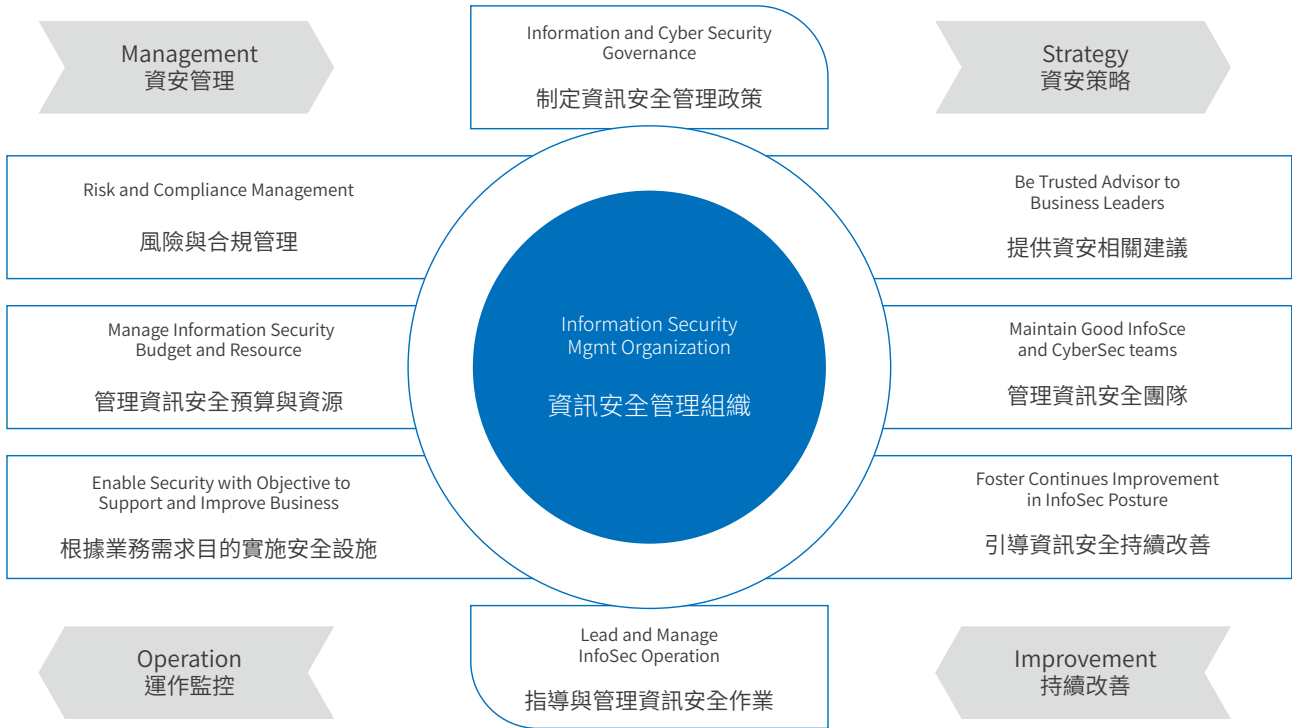 Management
資安管理
Information and Cyber Security
Governance
制定資訊安全管理政策
Strategy
資安策略
Risk and Compliance Management
風險與合規管理
Be Trusted Advisor to
Business Leaders
提供資安相關建議
Manage Information Security
Budget and Resource
管理資訊安全預算與資源
Information Security
Mgmt Organization
資訊安全管理組織
Maintain Good InfoSce
and CyberSec teams
管理資訊安全團隊
Enable Security with Objective to
Support and Improve Business
根據業務需求目的實施安全設施
Foster Continues Improvement
in InfoSec Posture
引導資訊安全持續改善
Operation
運作監控
Lead and Manage
InfoSec Operation
指導與管理資訊安全作業
Improvement
持續改善